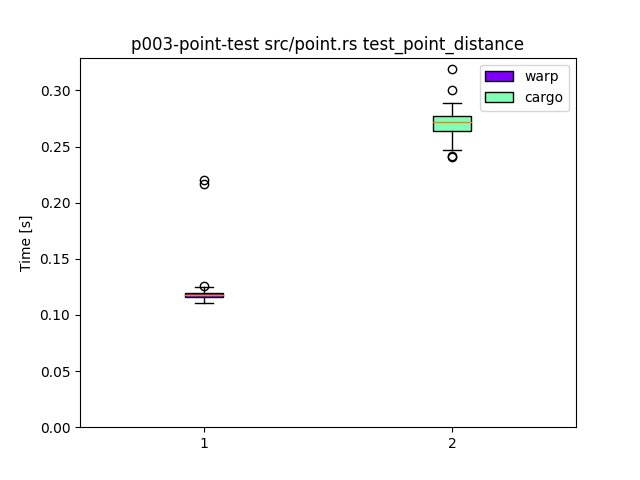 p003-point-test src/point.rs test_point_distance
warp
cargo
0.30
0.25
0.20
0.15
0.10
0.05
0.00
Time [s]
1
2